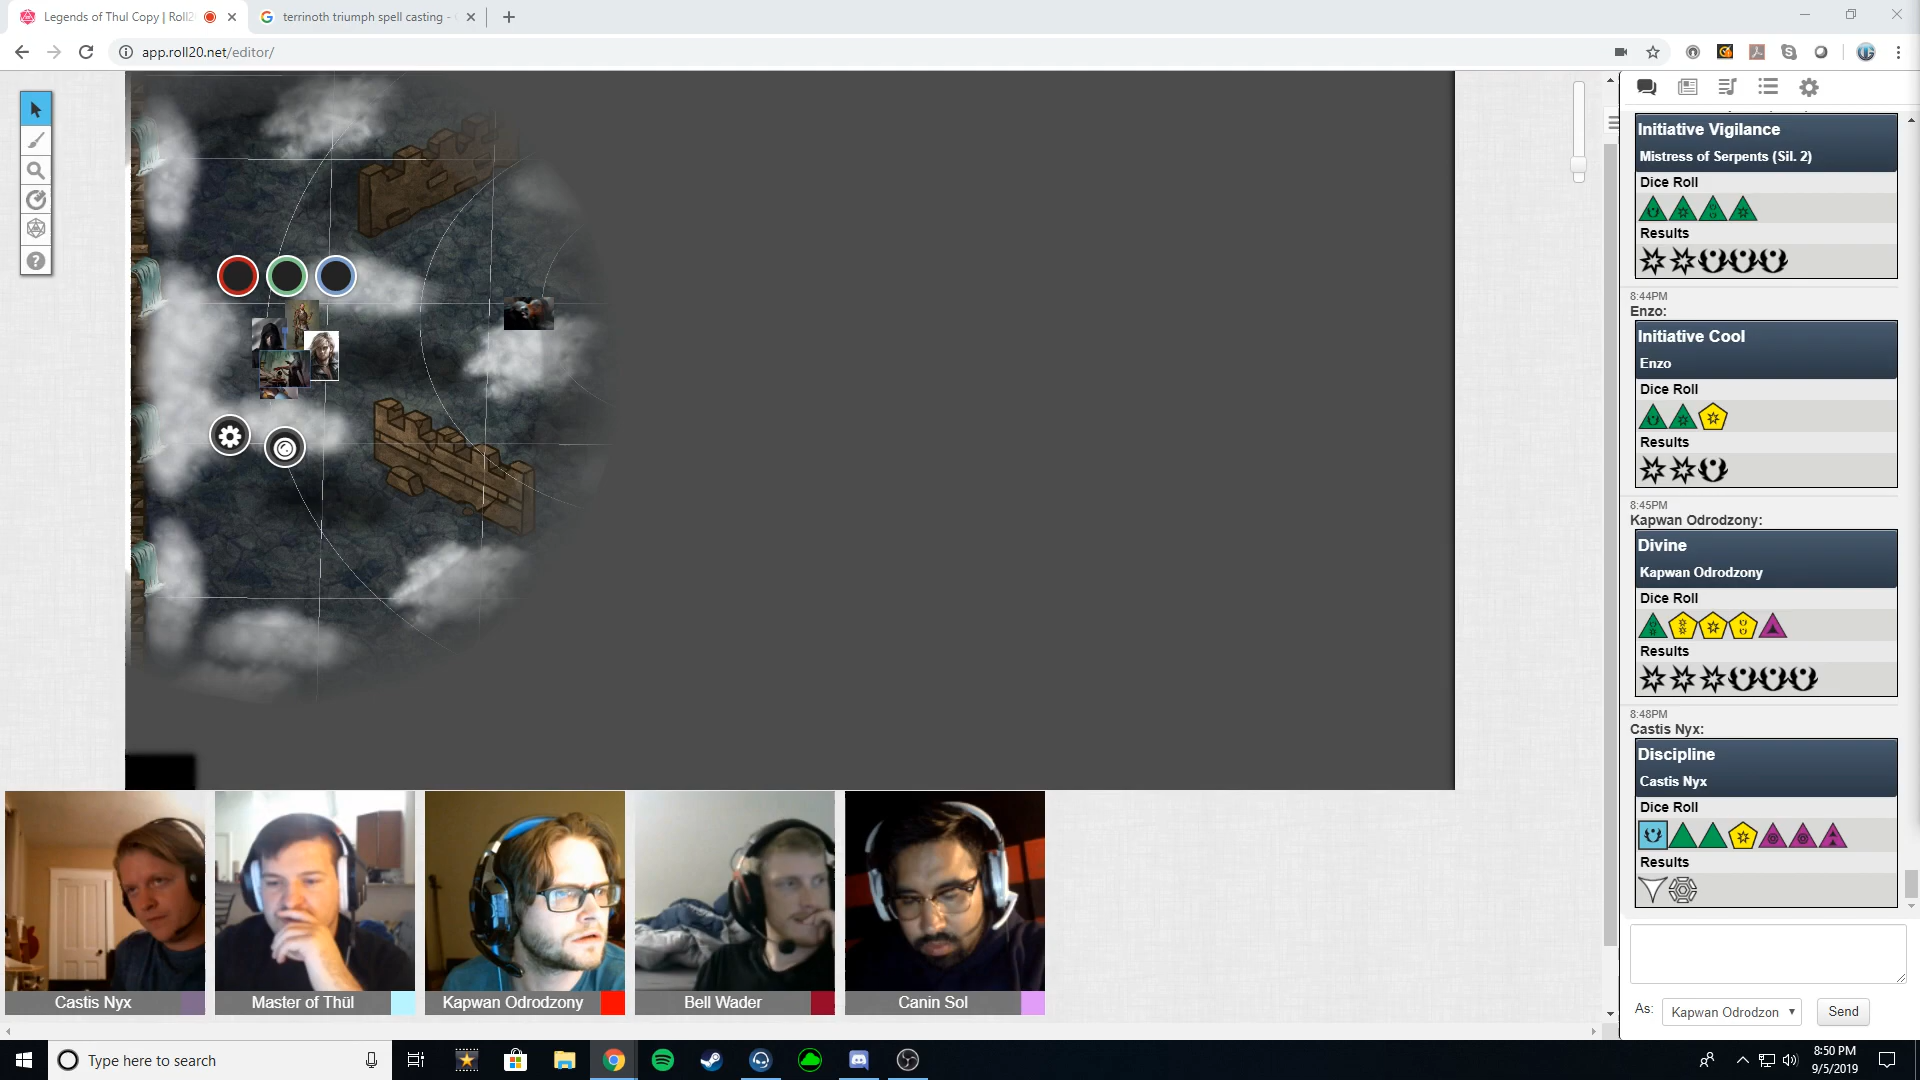 Legends of Thul Copy | Roll2
terrinoth triumph spell casting -
app.roll20.net/editor/
Initiative Vigilance
Mistress of Serpents (Sil. 2)
Dice Roll
Results
8:44PM
Enzo:
Initiative Cool
Enzo
Dice Roll
Results
8:45PM
Kapwan Odrodzony:
Divine
Kapwan Odrodzony
Dice Roll
Results
8:48PM
Castis Nyx:
Discipline
Castis Nyx
Dice Roll
Results
As:
Kapwan Odrodzon
Send
Castis Nyx
Master of Thül
Kapwan Odrodzony
Bell Wader
Canin Sol
Type here to search
8:50 PM
9/5/2019